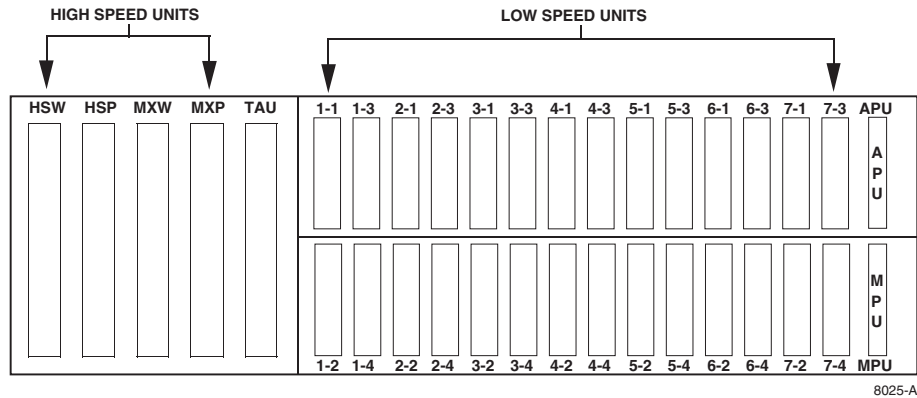 HIGH SPEED UNITS LOW SPEED UNITS
HSW HSP MXW MXP TAU 1-1 1-3 2-1 2-3 3-1 3-3 4-1 4-3 5-1 5-3 6-1 6-3 7-1 7-3 APU
A
P
U
M
P
U
1-2 1-4 2-2 2-4 3-2 3-4 4-2 4-4 5-2 5-4 6-2 6-4 7-2 7-4 MPU
8025-A